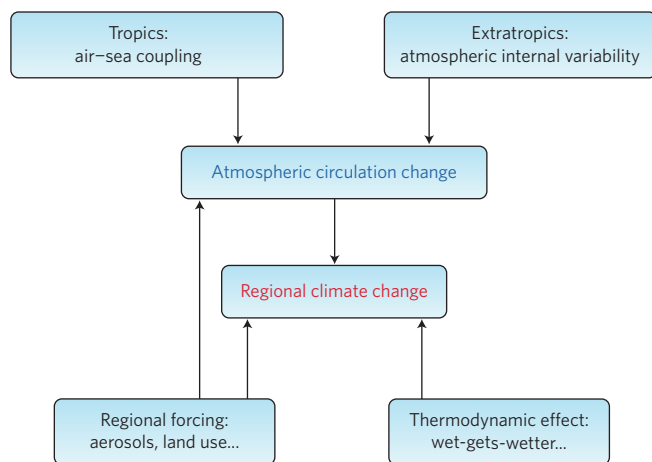 Tropics:
air–sea coupling
Extratropics:
atmospheric internal variability
Atmospheric circulation change
Regional climate change
Regional forcing:
aerosols, land use...
Thermodynamic effect:
wet-gets-wetter...